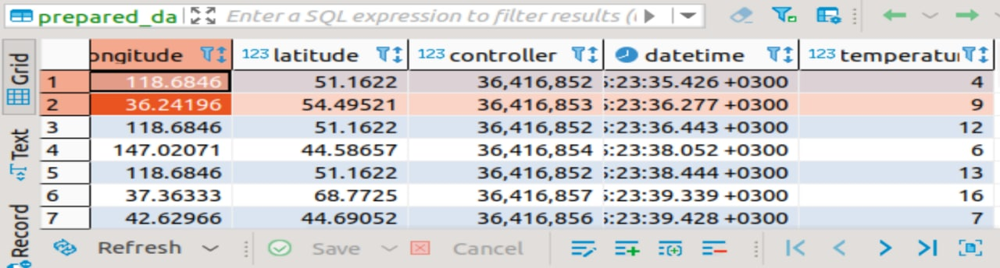 prepared_da Enter a SQL expression to filter results (
ongitude 123 latitude 123 controller datetime 123 temperatu
1 118.6846 51.1622 36,416,852 5:23:35.426 +0300 4
2 36.24196 54.49521 36,416,853 5:23:36.277 +0300 9
3 118.6846 51.1622 36,416,852 5:23:36.443 +0300 12
4 147.02071 44.58657 36,416,854 5:23:38.052 +0300 6
5 118.6846 51.1622 36,416,852 5:23:38.444 +0300 13
6 37.36333 68.7725 36,416,857 5:23:39.339 +0300 16
7 42.62966 44.69052 36,416,856 5:23:39.428 +0300 7
Grid
Text
Record
Refresh Save Cancel